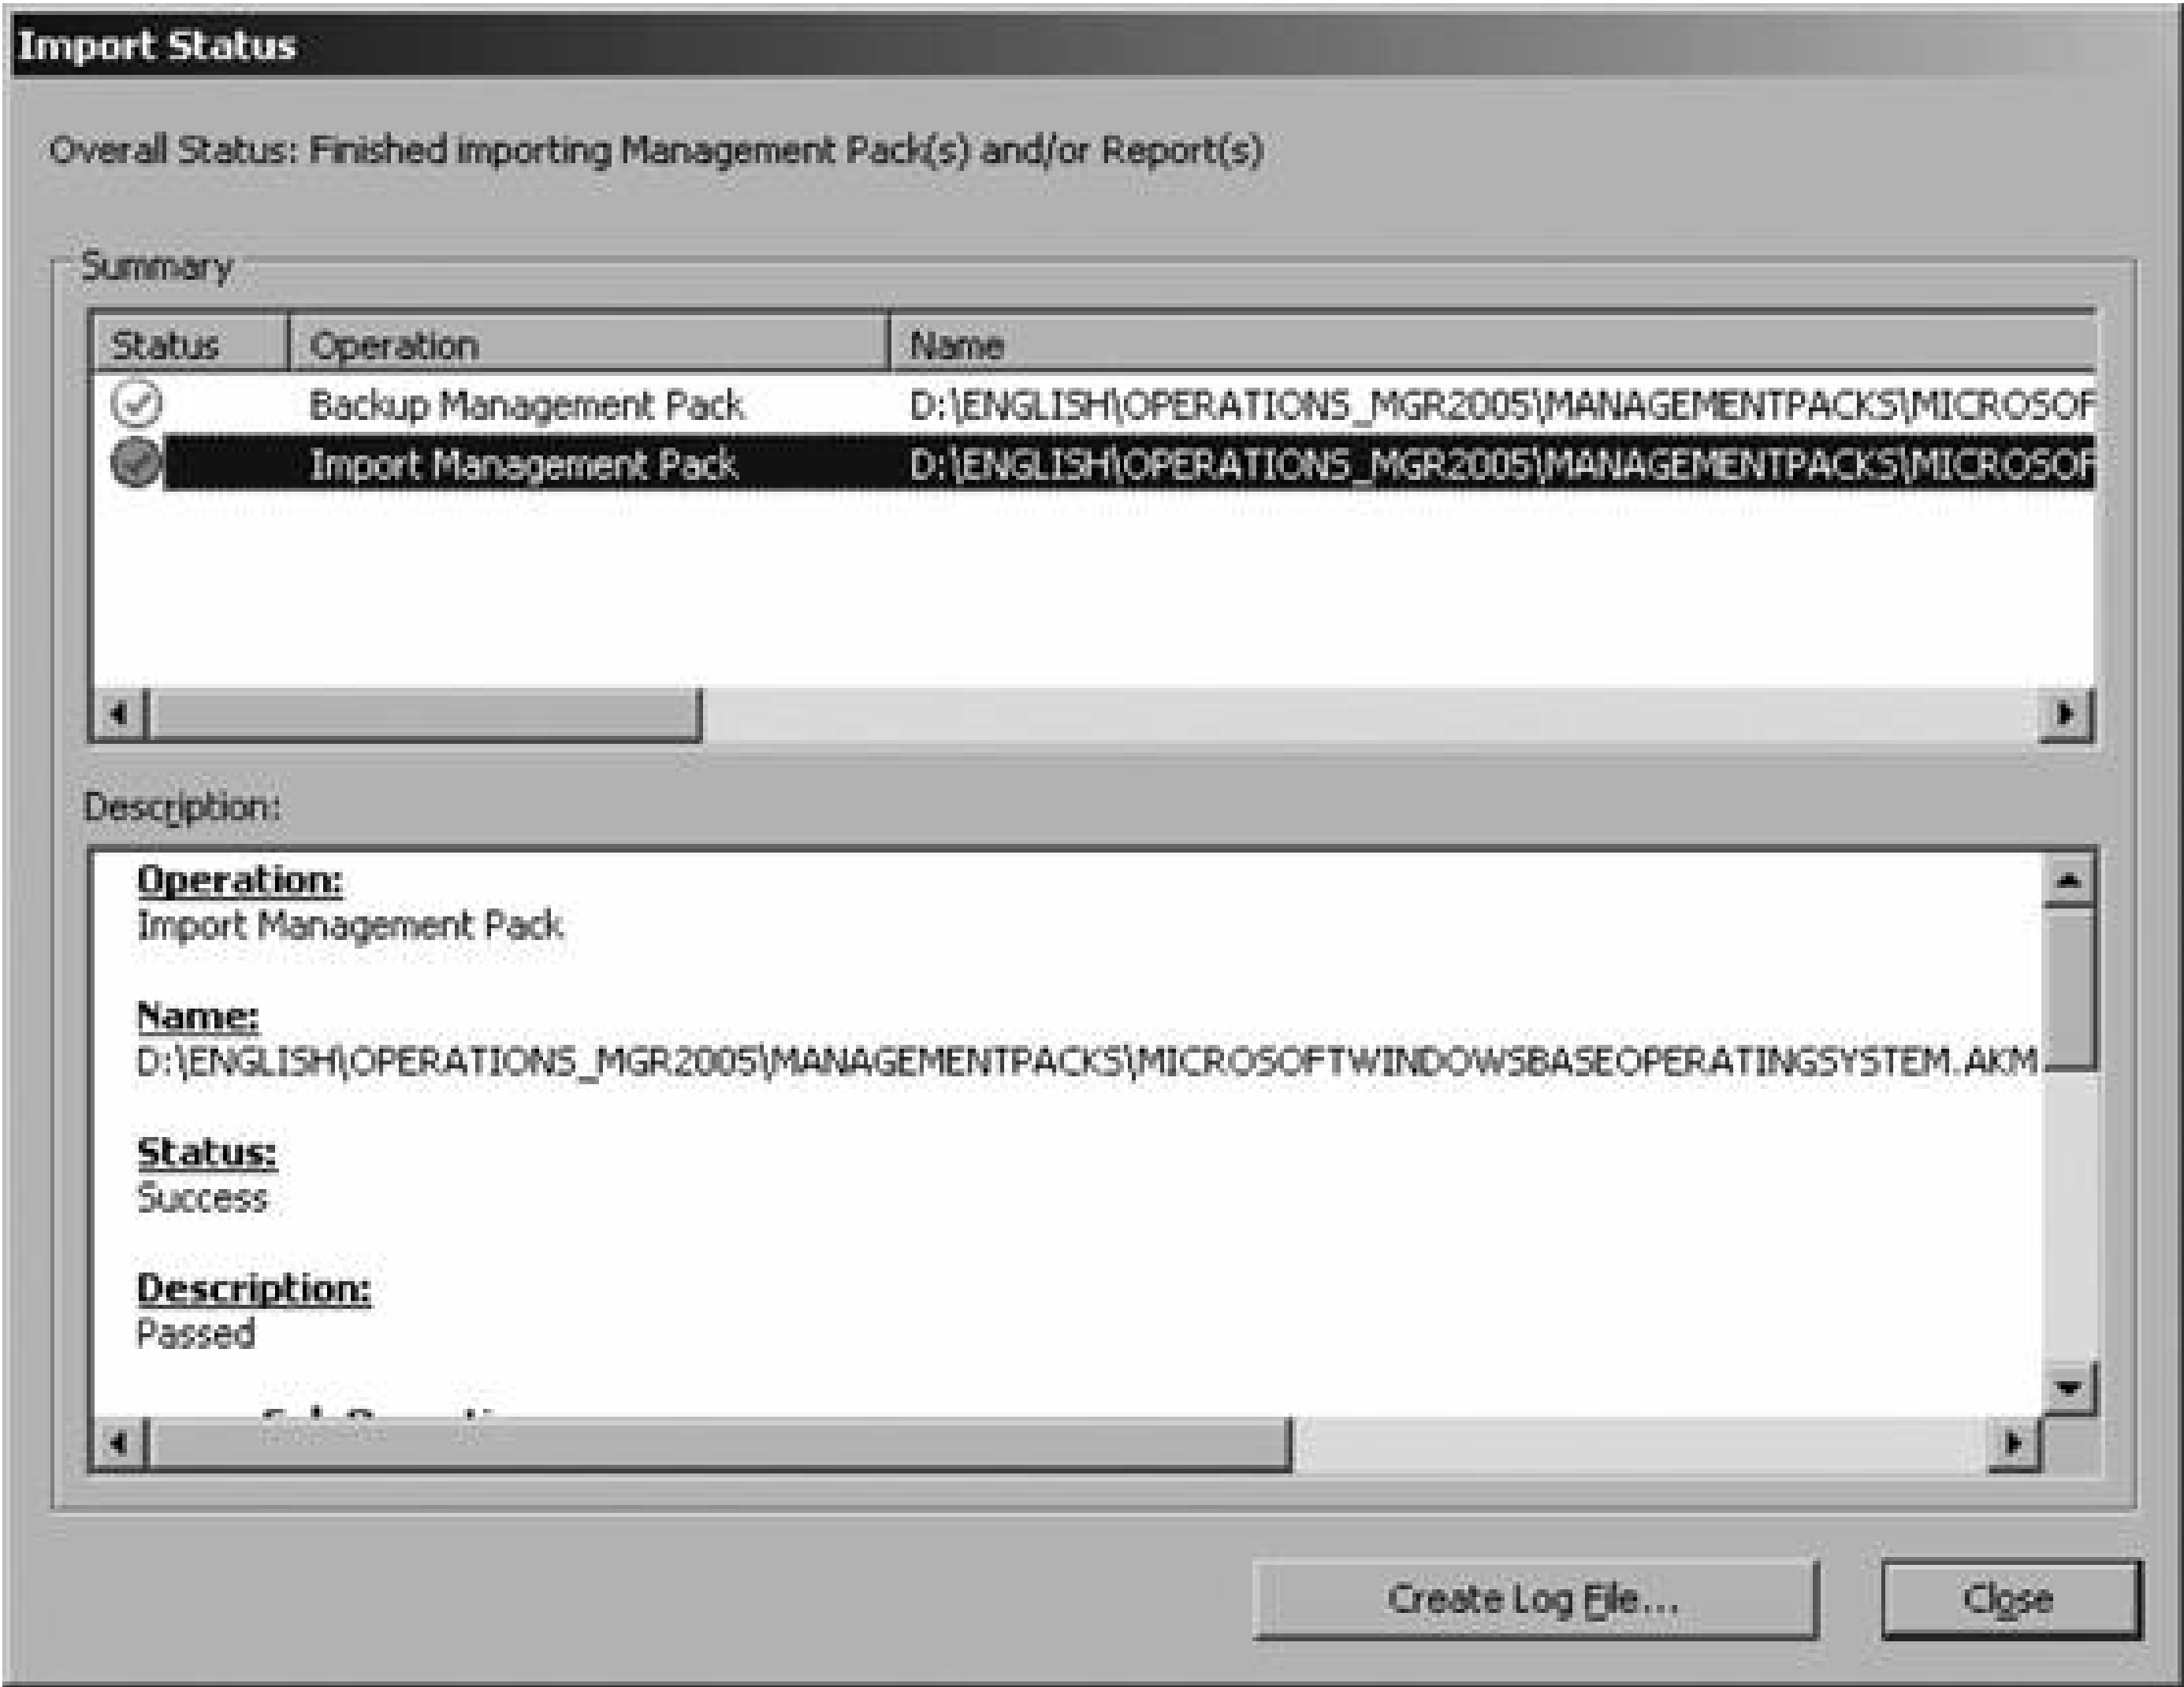 Import Status
Overall Status: Finished importing Management Pack(s) and/or Report(s)
Summary
Status Operation Name
Backup Management Pack D:\ENGLISH\OPERATIONS_MGR2005\MANAGEMENTPACKS\MICROSOF
Import Management Pack D:\ENGLISH\OPERATIONS_MGR2005\MANAGEMENTPACKS\MICROSOF
Description:
Operation:
Import Management Pack
Name:
D:\ENGLISH\OPERATIONS_MGR2005\MANAGEMENTPACKS\MICROSOFTWINDOWSBASEOPERATINGSYSTEM.AKM
Status:
Success
Description:
Passed
Create Log File...
Close